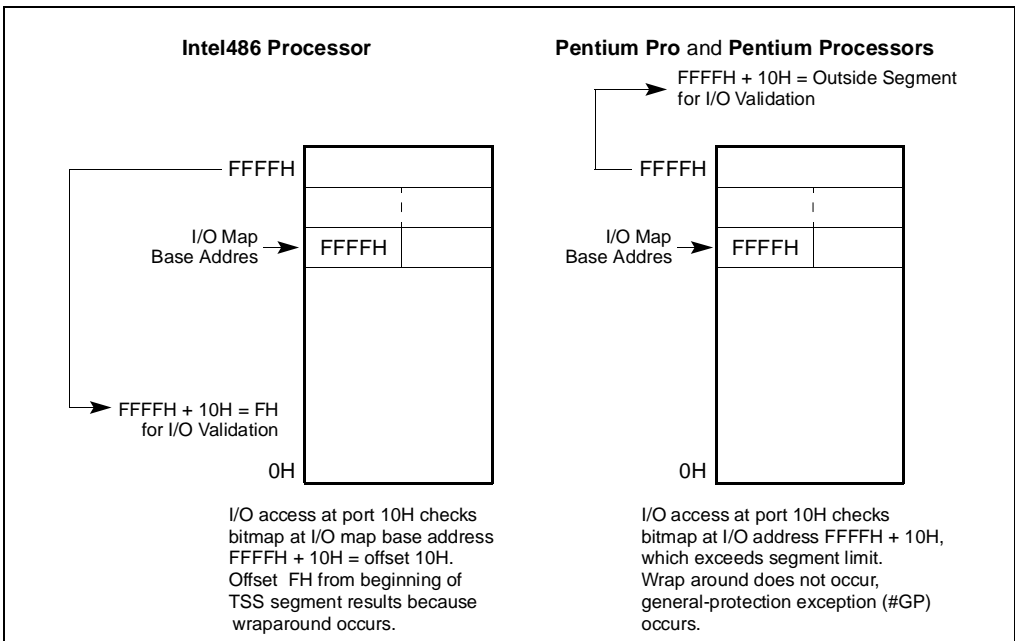 Intel486 Processor
FFFFH
I/O Map
Base Addres
FFFFH
FFFFH + 10H = FH
for I/O Validation
0H
I/O access at port 10H checks
bitmap at I/O map base address
FFFFH + 10H = offset 10H.
Offset FH from beginning of
TSS segment results because
wraparound occurs.
Pentium Pro and Pentium Processors
FFFFH + 10H = Outside Segment
for I/O Validation
FFFFH
I/O Map
Base Addres
FFFFH
0H
I/O access at port 10H checks
bitmap at I/O address FFFFH + 10H,
which exceeds segment limit.
Wrap around does not occur,
general-protection exception (#GP)
occurs.